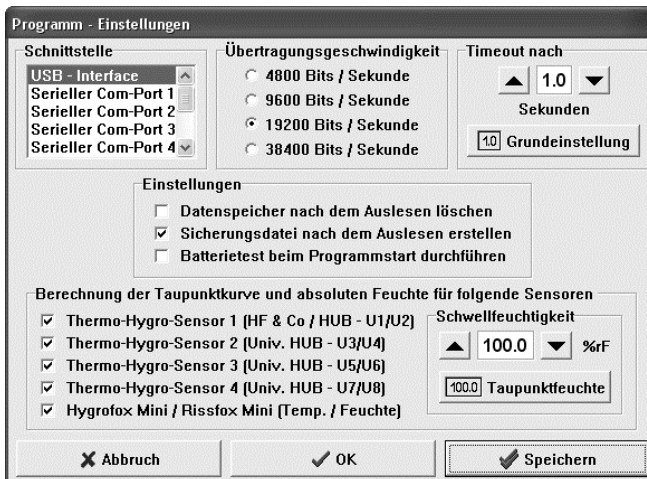 Programm - Einstellungen
Schnittstelle
USB - Interface
Serieller Com-Port 1
Serieller Com-Port 2
Serieller Com-Port 3
Serieller Com-Port 4
Übertragungsgeschwindigkeit
4800 Bits / Sekunde
9600 Bits / Sekunde
19200 Bits / Sekunde
38400 Bits / Sekunde
Timeout nach
1.0
Sekunden
1.0 Grundeinstellung
Einstellungen
Datenspeicher nach dem Auslesen löschen
Sicherungsdatei nach dem Auslesen erstellen
Batterietest beim Programmstart durchführen
Berechnung der Taupunktkurve und absoluten Feuchte für folgende Sensoren
Thermo-Hygro-Sensor 1 (HF & Co / HUB - U1/U2)
Thermo-Hygro-Sensor 2 (Univ. HUB - U3/U4)
Thermo-Hygro-Sensor 3 (Univ. HUB - U5/U6)
Thermo-Hygro-Sensor 4 (Univ. HUB - U7/U8)
Hygrofox Mini / Rissfox Mini (Temp. / Feuchte)
Schwellfeuchtigkeit
100.0 %rF
100.0 Taupunktfeuchte
Abbruch
OK
Speichern